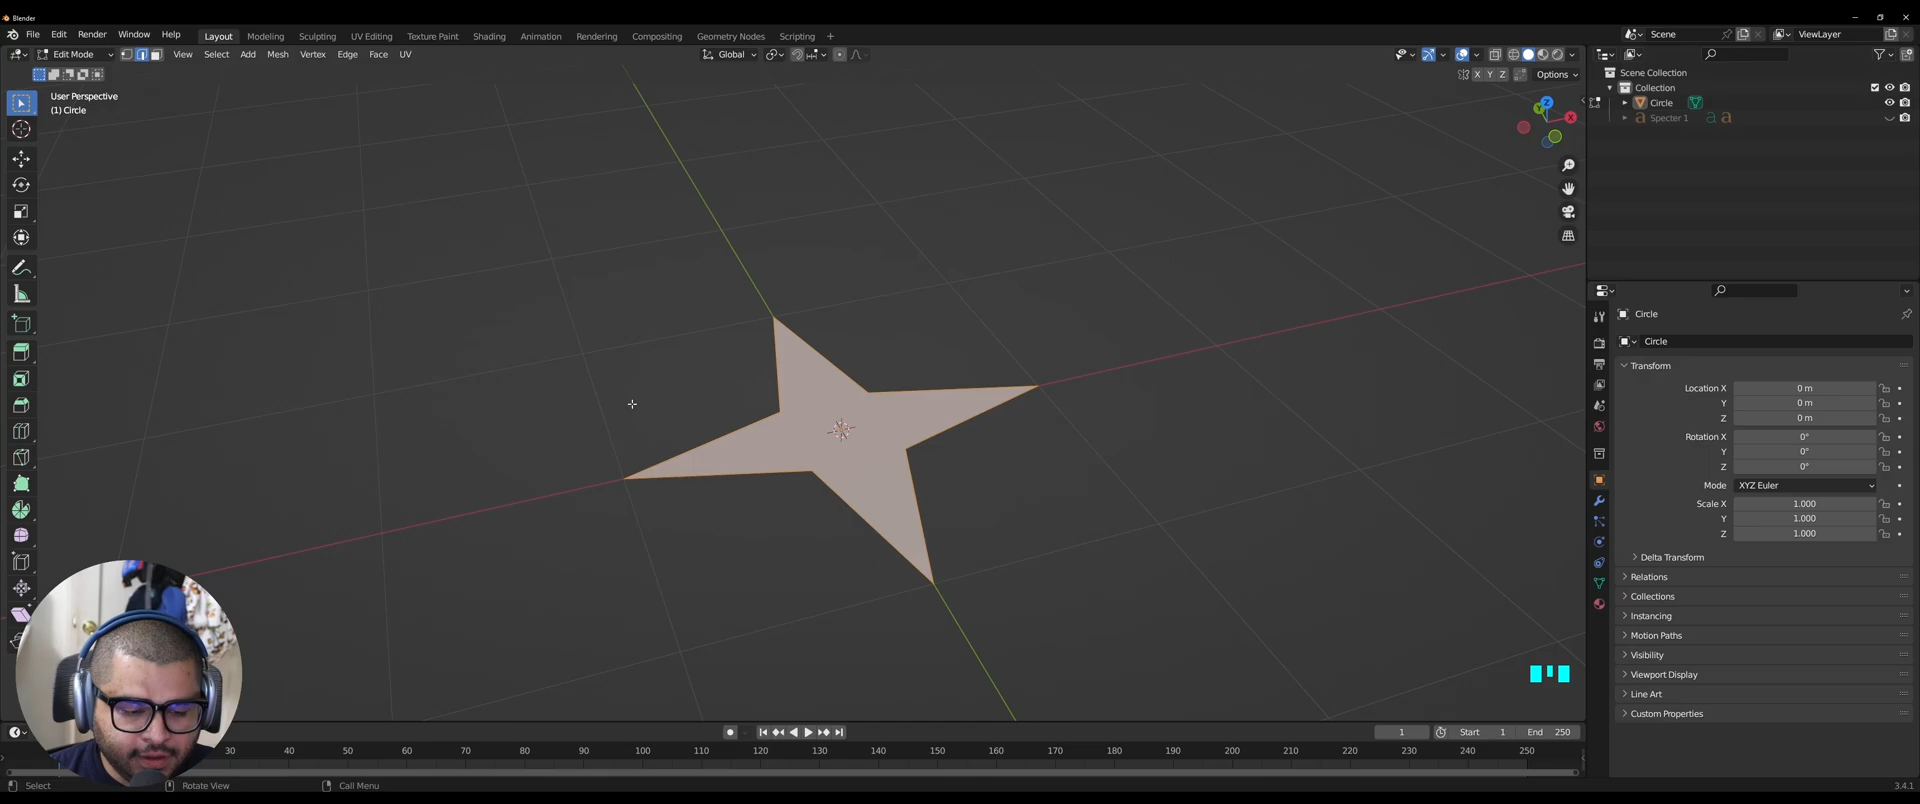 Blender
File Edit Render Window Help Layout Modeling Sculpting UV Editing Texture Paint Shading Animation Rendering Compositing Geometry Nodes Scripting + Scene ViewLayer
Edit Mode View Select Add Mesh Vertex Edge Face UV Global
X Y Z Options
User Perspective
(1) Circle
Z
Y
X
Scene Collection
Collection
Circle
Specter 1
Circle
Circle
Transform
Location X 0 m
Y 0 m
Z 0 m
Rotation X 0°
Y 0°
Z 0°
Mode XYZ Euler
Scale X 1.000
Y 1.000
Z 1.000
Delta Transform
Relations
Collections
Instancing
Motion Paths
Visibility
Viewport Display
Line Art
Custom Properties
1 Start 1 End 250
30 40 50 60 70 80 90 100 110 120 130 140 150 160 170 180 190 200 210 220 230 240 250
Select Rotate View Call Menu 3.4.1